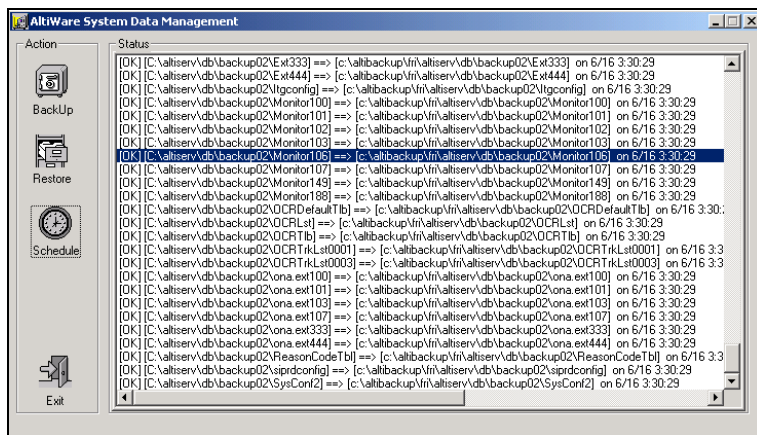 AltiWare System Data Management
Action
BackUp
Restore
Schedule
Exit
Status
[OK] [C:\altiserv\db\backup02\Ext333] ==> [c:\altibackup\fri\altiserv\db\backup02\Ext333] on 6/16 3:30:29
[OK] [C:\altiserv\db\backup02\Ext444] ==> [c:\altibackup\fri\altiserv\db\backup02\Ext444] on 6/16 3:30:29
[OK] [C:\altiserv\db\backup02\Itgconfig] ==> [c:\altibackup\fri\altiserv\db\backup02\Itgconfig] on 6/16 3:30:29
[OK] [C:\altiserv\db\backup02\Monitor100] ==> [c:\altibackup\fri\altiserv\db\backup02\Monitor100] on 6/16 3:30:29
[OK] [C:\altiserv\db\backup02\Monitor101] ==> [c:\altibackup\fri\altiserv\db\backup02\Monitor101] on 6/16 3:30:29
[OK] [C:\altiserv\db\backup02\Monitor102] ==> [c:\altibackup\fri\altiserv\db\backup02\Monitor102] on 6/16 3:30:29
[OK] [C:\altiserv\db\backup02\Monitor103] ==> [c:\altibackup\fri\altiserv\db\backup02\Monitor103] on 6/16 3:30:29
[OK] [C:\altiserv\db\backup02\Monitor106] ==> [c:\altibackup\fri\altiserv\db\backup02\Monitor106] on 6/16 3:30:29
[OK] [C:\altiserv\db\backup02\Monitor107] ==> [c:\altibackup\fri\altiserv\db\backup02\Monitor107] on 6/16 3:30:29
[OK] [C:\altiserv\db\backup02\Monitor149] ==> [c:\altibackup\fri\altiserv\db\backup02\Monitor149] on 6/16 3:30:29
[OK] [C:\altiserv\db\backup02\Monitor188] ==> [c:\altibackup\fri\altiserv\db\backup02\Monitor188] on 6/16 3:30:29
[OK] [C:\altiserv\db\backup02\OCRDefaultTlb] ==> [c:\altibackup\fri\altiserv\db\backup02\OCRDefaultTlb] on 6/16 3:30:
[OK] [C:\altiserv\db\backup02\OCRLst] ==> [c:\altibackup\fri\altiserv\db\backup02\OCRLst] on 6/16 3:30:29
[OK] [C:\altiserv\db\backup02\OCRTlb] ==> [c:\altibackup\fri\altiserv\db\backup02\OCRTlb] on 6/16 3:30:29
[OK] [C:\altiserv\db\backup02\OCRTrkLst0001] ==> [c:\altibackup\fri\altiserv\db\backup02\OCRTrkLst0001] on 6/16 3:3
[OK] [C:\altiserv\db\backup02\OCRTrkLst0003] ==> [c:\altibackup\fri\altiserv\db\backup02\OCRTrkLst0003] on 6/16 3:3
[OK] [C:\altiserv\db\backup02\ona.ext100] ==> [c:\altibackup\fri\altiserv\db\backup02\ona.ext100] on 6/16 3:30:29
[OK] [C:\altiserv\db\backup02\ona.ext101] ==> [c:\altibackup\fri\altiserv\db\backup02\ona.ext101] on 6/16 3:30:29
[OK] [C:\altiserv\db\backup02\ona.ext103] ==> [c:\altibackup\fri\altiserv\db\backup02\ona.ext103] on 6/16 3:30:29
[OK] [C:\altiserv\db\backup02\ona.ext107] ==> [c:\altibackup\fri\altiserv\db\backup02\ona.ext107] on 6/16 3:30:29
[OK] [C:\altiserv\db\backup02\ona.ext333] ==> [c:\altibackup\fri\altiserv\db\backup02\ona.ext333] on 6/16 3:30:29
[OK] [C:\altiserv\db\backup02\ona.ext444] ==> [c:\altibackup\fri\altiserv\db\backup02\ona.ext444] on 6/16 3:30:29
[OK] [C:\altiserv\db\backup02\ReasonCodeTbl] ==> [c:\altibackup\fri\altiserv\db\backup02\ReasonCodeTbl] on 6/16 3:3
[OK] [C:\altiserv\db\backup02\siprdconfig] ==> [c:\altibackup\fri\altiserv\db\backup02\siprdconfig] on 6/16 3:30:29
[OK] [C:\altiserv\db\backup02\SysConf2] ==> [c:\altibackup\fri\altiserv\db\backup02\SysConf2] on 6/16 3:30:29